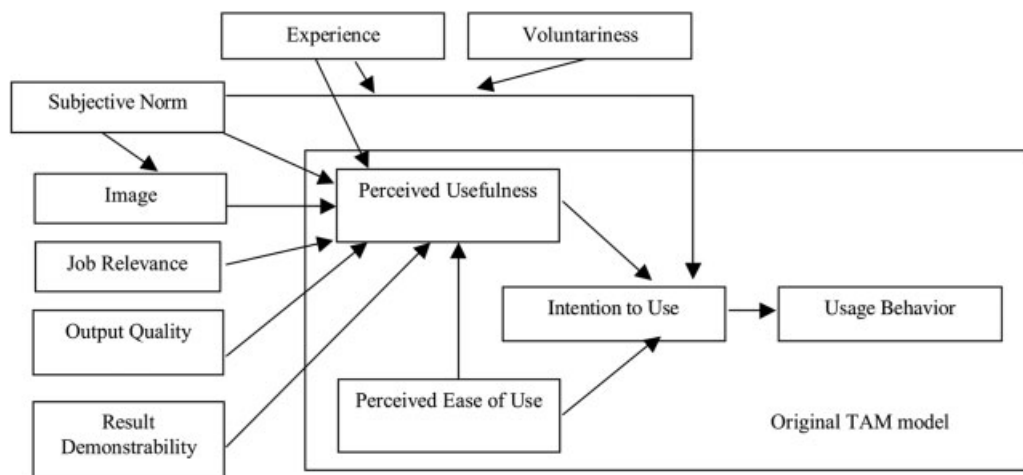 Experience
Voluntariness
Subjective Norm
Image
Perceived Usefulness
Job Relevance
Output Quality
Intention to Use
Usage Behavior
Perceived Ease of Use
Result
Demonstrability
Original TAM model